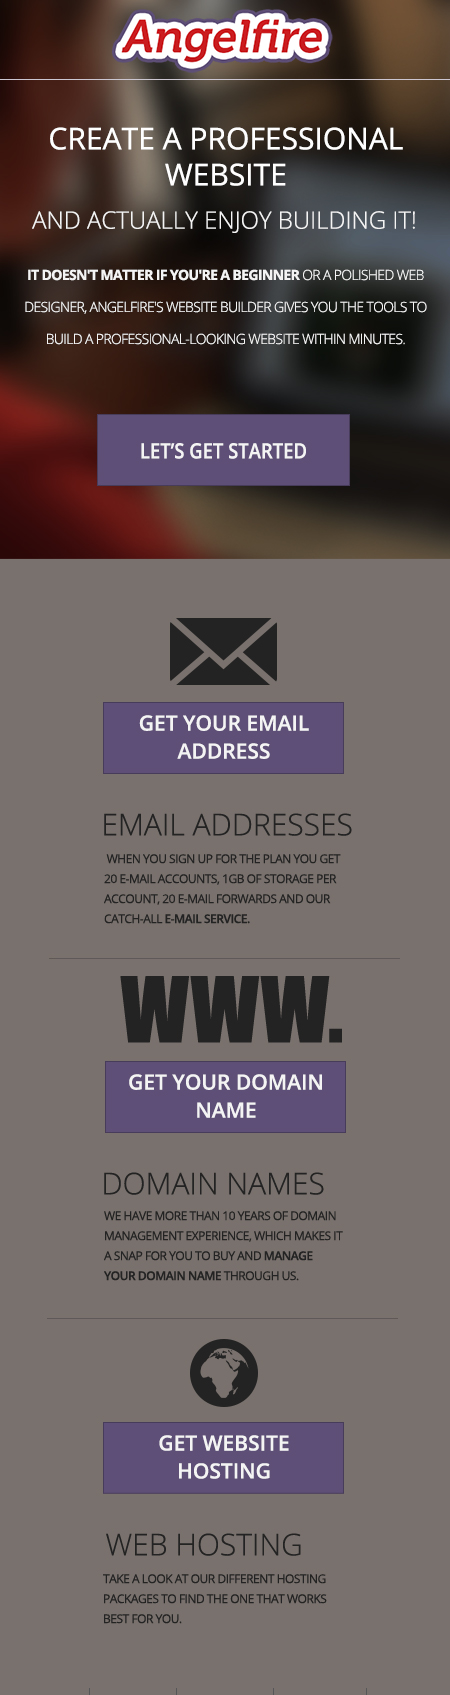 Angelfire
CREATE A PROFESSIONAL
WEBSITE
AND ACTUALLY ENJOY BUILDING IT!
IT DOESN'T MATTER IF YOU'RE A BEGINNER OR A POLISHED WEB
DESIGNER, ANGELFIRE'S WEBSITE BUILDER GIVES YOU THE TOOLS TO
BUILD A PROFESSIONAL-LOOKING WEBSITE WITHIN MINUTES.
LET'S GET STARTED
GET YOUR EMAIL
ADDRESS
EMAIL ADDRESSES
WHEN YOU SIGN UP FOR THE PLAN YOU GET
20 E-MAIL ACCOUNTS, 1GB OF STORAGE PER
ACCOUNT, 20 E-MAIL FORWARDS AND OUR
CATCH-ALL E-MAIL SERVICE.
WWW.
GET YOUR DOMAIN
NAME
DOMAIN NAMES
WE HAVE MORE THAN 10 YEARS OF DOMAIN
MANAGEMENT EXPERIENCE, WHICH MAKES IT
A SNAP FOR YOU TO BUY AND MANAGE
YOUR DOMAIN NAME THROUGH US.
GET WEBSITE
HOSTING
WEB HOSTING
TAKE A LOOK AT OUR DIFFERENT HOSTING
PACKAGES TO FIND THE ONE THAT WORKS
BEST FOR YOU.